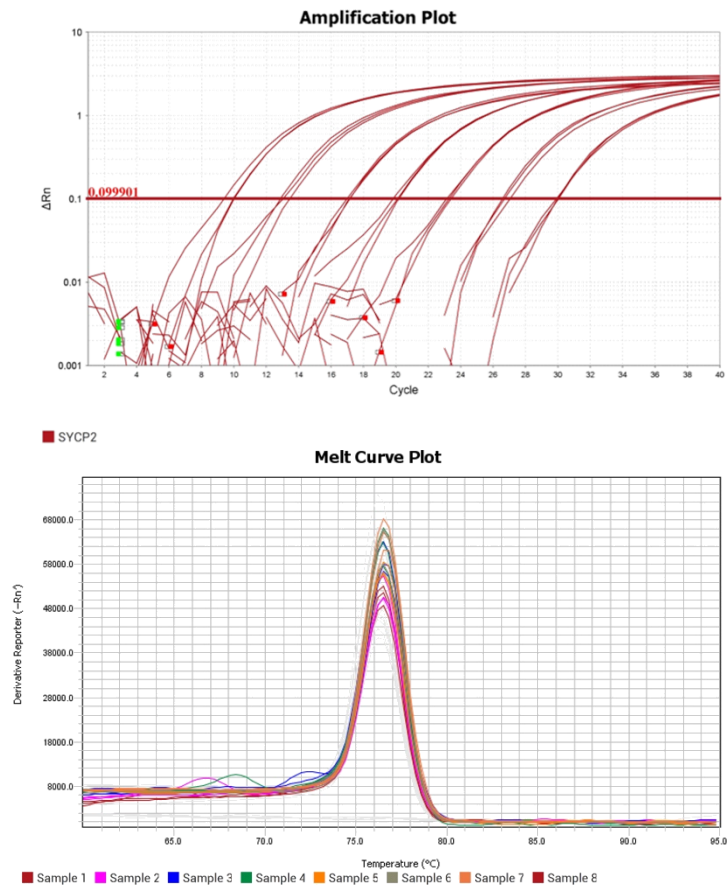 Amplification Plot
10
1
0.1
0.01
0.001
ΔRn
0.099901
2 4 6 8 10 12 14 16 18 20 22 24 26 28 30 32 34 36 38 40
Cycle
SYCP2
Melt Curve Plot
68000.0
58000.0
48000.0
38000.0
28000.0
18000.0
8000.0
Derivative Reporter (-Rn')
65.0 70.0 75.0 80.0 85.0 90.0 95.0
Temperature (°C)
Sample 1 Sample 2 Sample 3 Sample 4 Sample 5 Sample 6 Sample 7 Sample 8